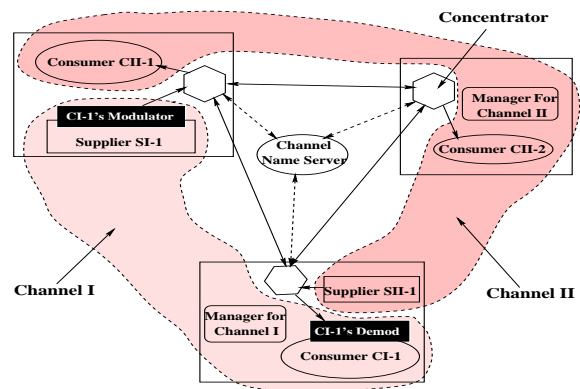 Concentrator
Consumer CII-1
CI-1's Modulator
Supplier SI-1
Manager For
Channel II
Consumer CII-2
Channel
Name Server
Channel I
Channel II
Supplier SII-1
Manager for
Channel I
CI-1's Demod
Consumer CI-1